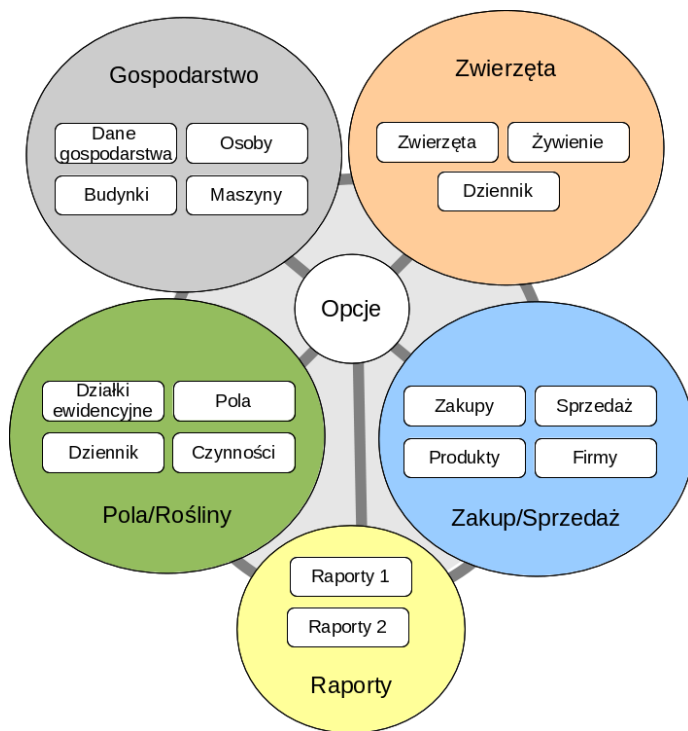 Gospodarstwo
Dane
gospodarstwa
Osoby
Budynki
Maszyny
Zwierzęta
Zwierzęta
Żywienie
Dziennik
Opcje
Działki
ewidencyjne
Pola
Dziennik
Czynności
Pola/Rośliny
Zakupy
Sprzedaż
Produkty
Firmy
Zakup/Sprzedaż
Raporty 1
Raporty 2
Raporty